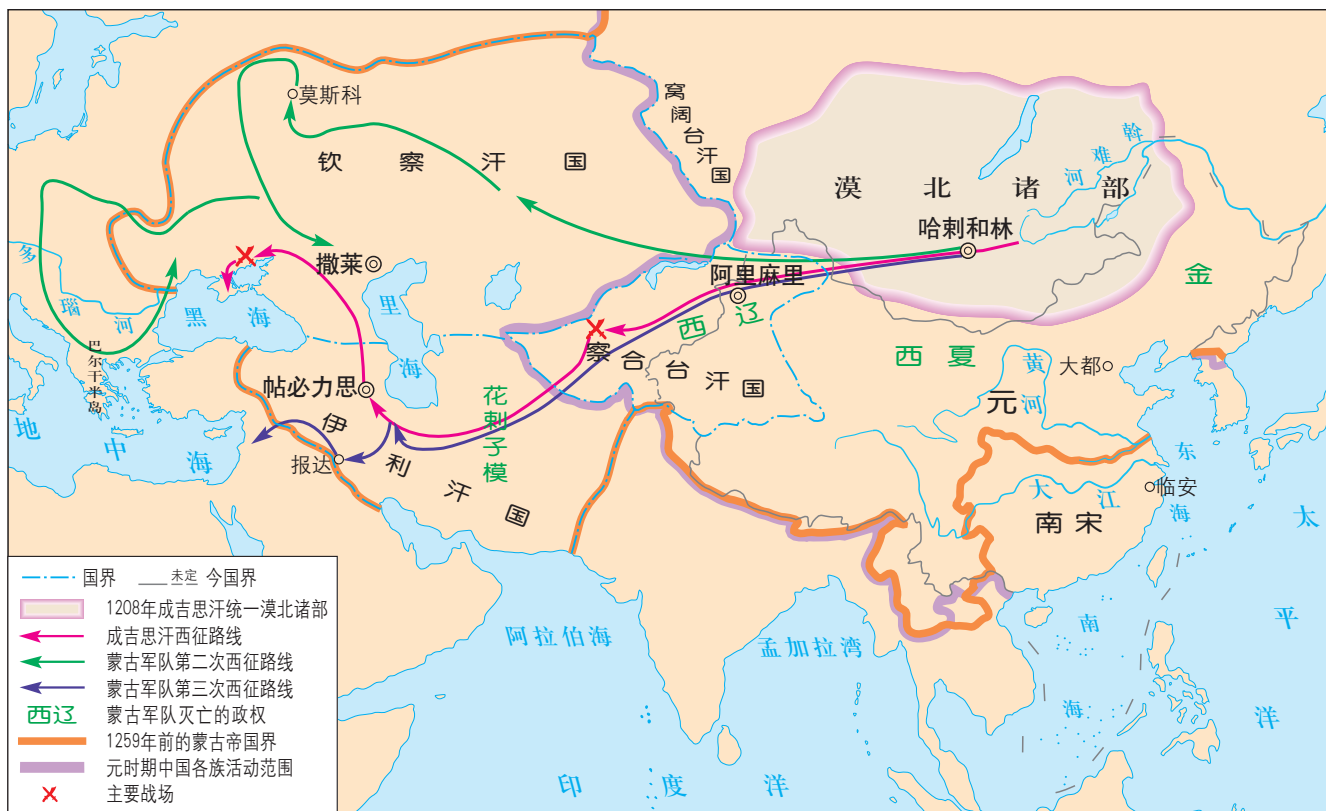 莫斯科
窝阔台汗国
钦察汗国
斡难河
漠北诸部
哈剌和林
撒莱
阿里麻里
金
多瑙河
黑海
里海
西辽
西夏
黄河
大都
巴尔干半岛
察合台汗国
元
帖必力思
花剌子模
地中海
伊利汗国
报达
东海
大江
临安
南宋
太平洋
阿拉伯海
孟加拉湾
南海
印度洋
国界 未定 今国界
1208年成吉思汗统一漠北诸部
成吉思汗西征路线
蒙古军队第二次西征路线
蒙古军队第三次西征路线
西辽 蒙古军队灭亡的政权
1259年前的蒙古帝国界
元时期中国各族活动范围
主要战场